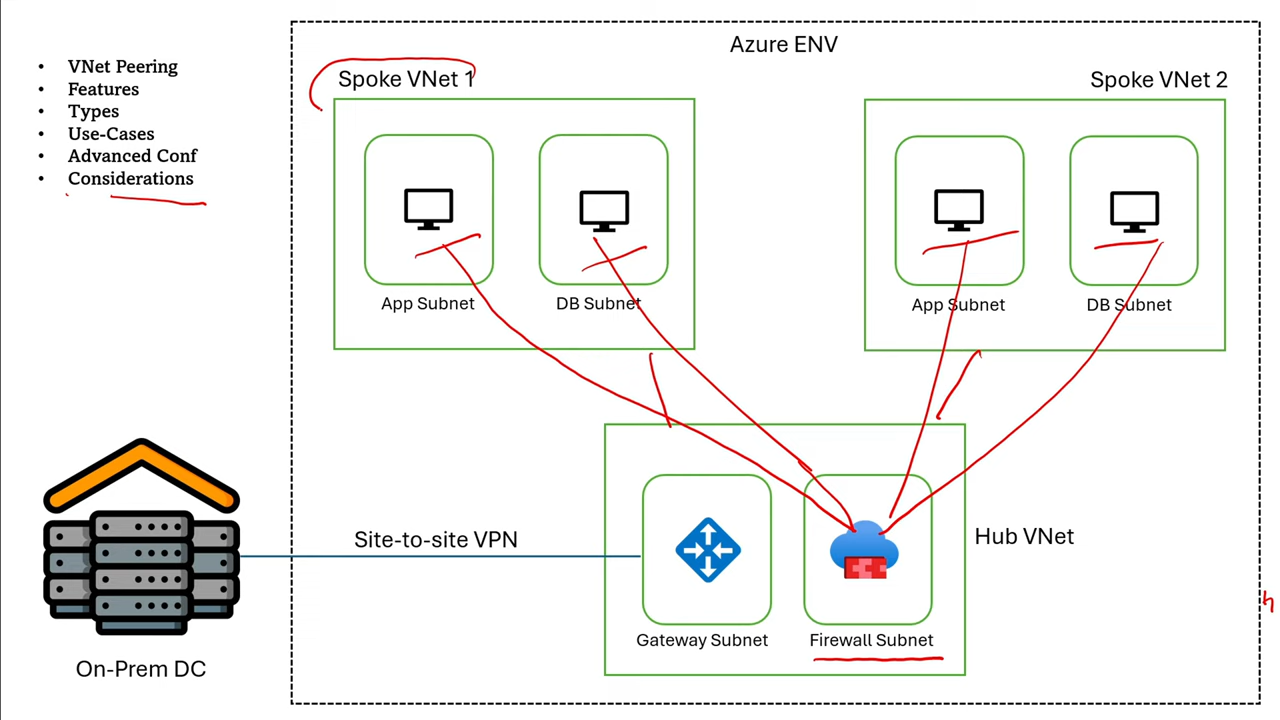 Azure ENV
VNet Peering
Features
Types
Use-Cases
Advanced Conf
Considerations
Spoke VNet 1
Spoke VNet 2
App Subnet
DB Subnet
App Subnet
DB Subnet
Site-to-site VPN
Hub VNet
Gateway Subnet
Firewall Subnet
On-Prem DC